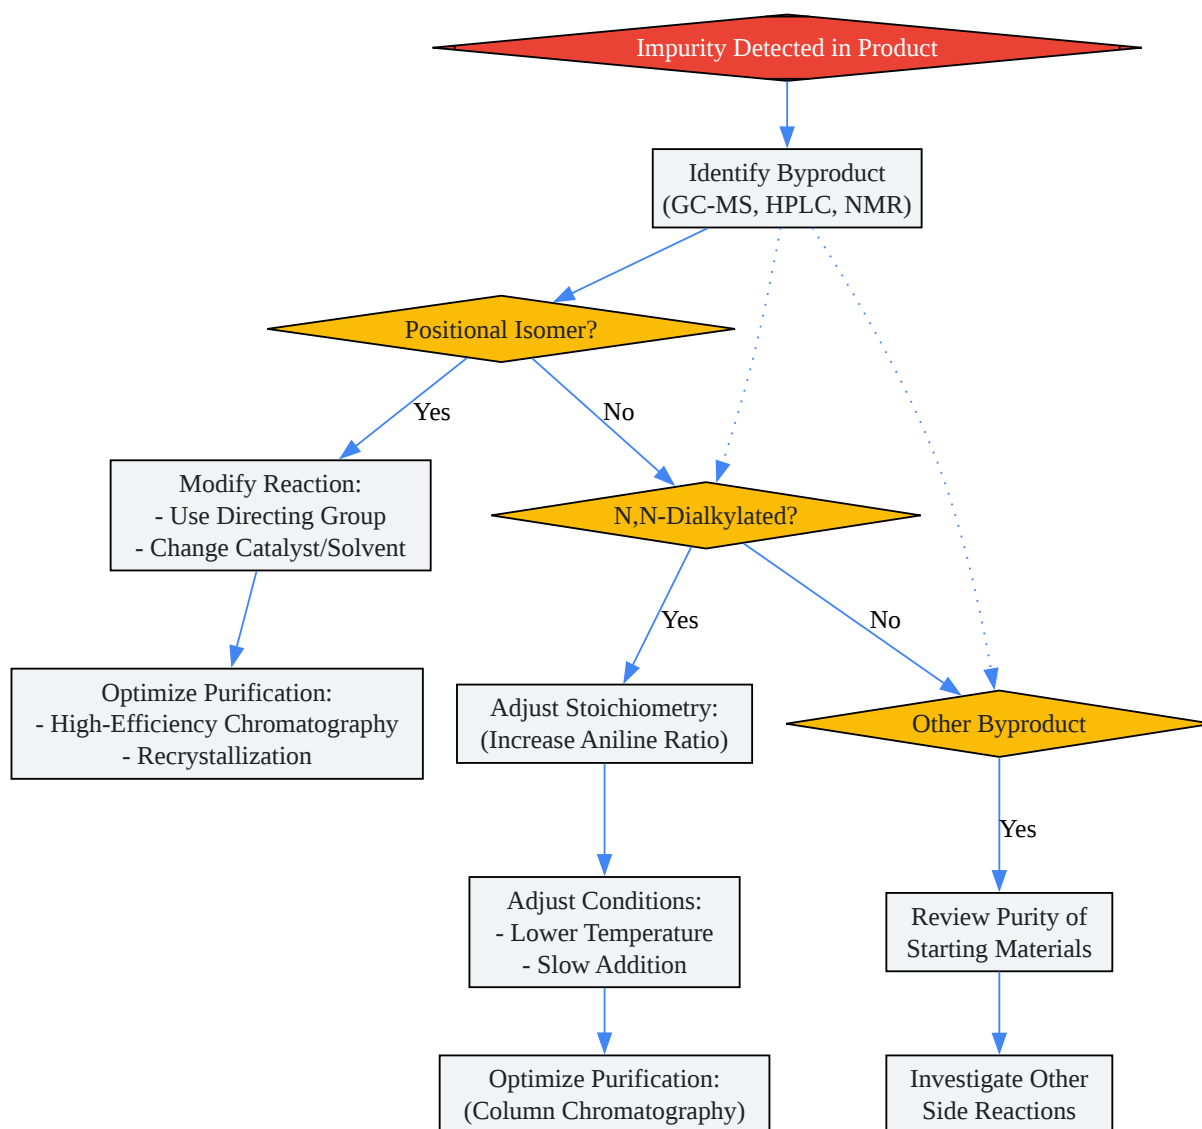 Impurity Detected in Product
Identify Byproduct
(GC-MS, HPLC, NMR)
Positional Isomer?
Yes
No
Modify Reaction:
- Use Directing Group
- Change Catalyst/Solvent
N,N-Dialkylated?
Yes
No
Optimize Purification:
- High-Efficiency Chromatography
- Recrystallization
Adjust Stoichiometry:
(Increase Aniline Ratio)
Other Byproduct
Yes
Adjust Conditions:
- Lower Temperature
- Slow Addition
Review Purity of
Starting Materials
Optimize Purification:
(Column Chromatography)
Investigate Other
Side Reactions